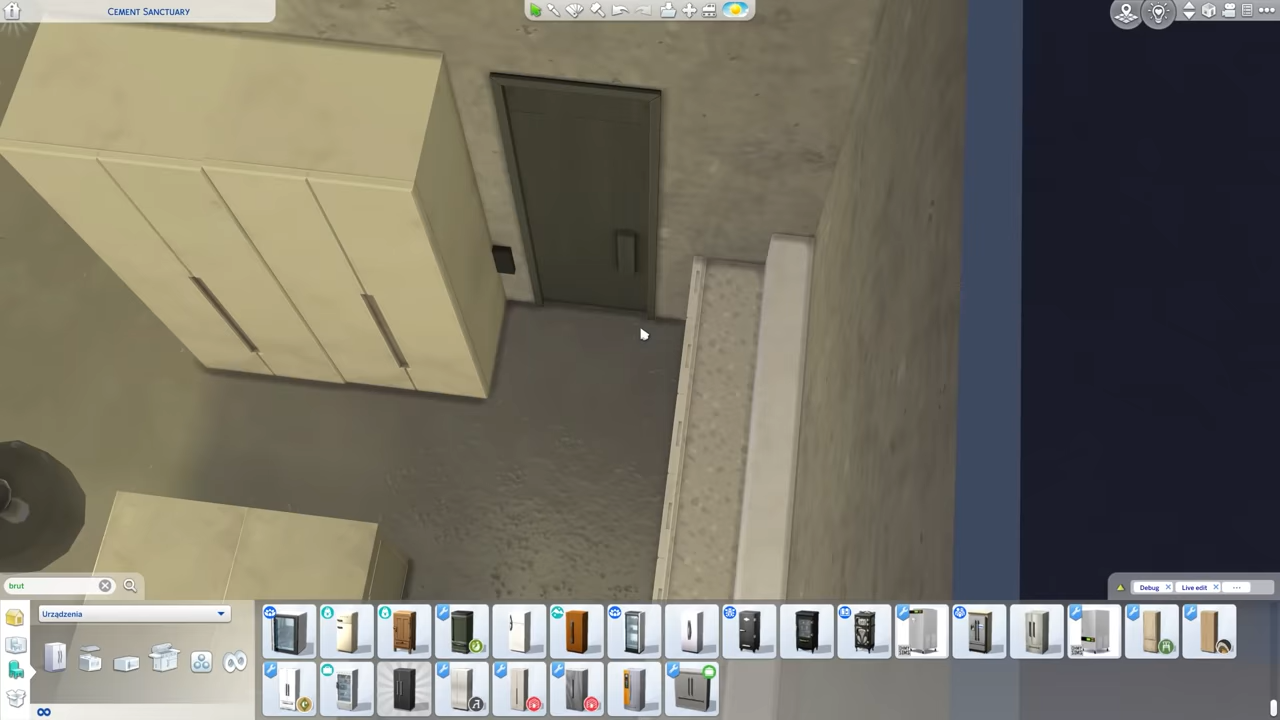 CEMENT SANCTUARY
brut
Debug
Live edit
Urządzenia